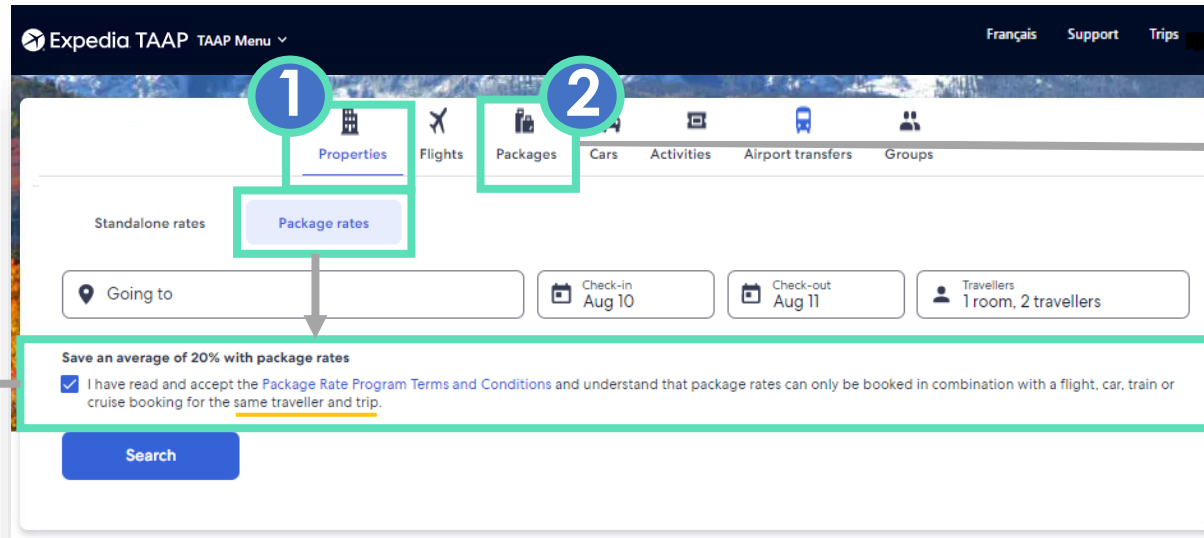 Expedia TAAP TAAP Menu
Français Support Trips
1 2
Properties Flights Packages Cars Activities Airport transfers Groups
Standalone rates Package rates
Going to
Check-in
Aug 10
Check-out
Aug 11
Travellers
1 room, 2 travellers
Save an average of 20% with package rates
I have read and accept the Package Rate Program Terms and Conditions and understand that package rates can only be booked in combination with a flight, car, train or
cruise booking for the same traveller and trip.
Search